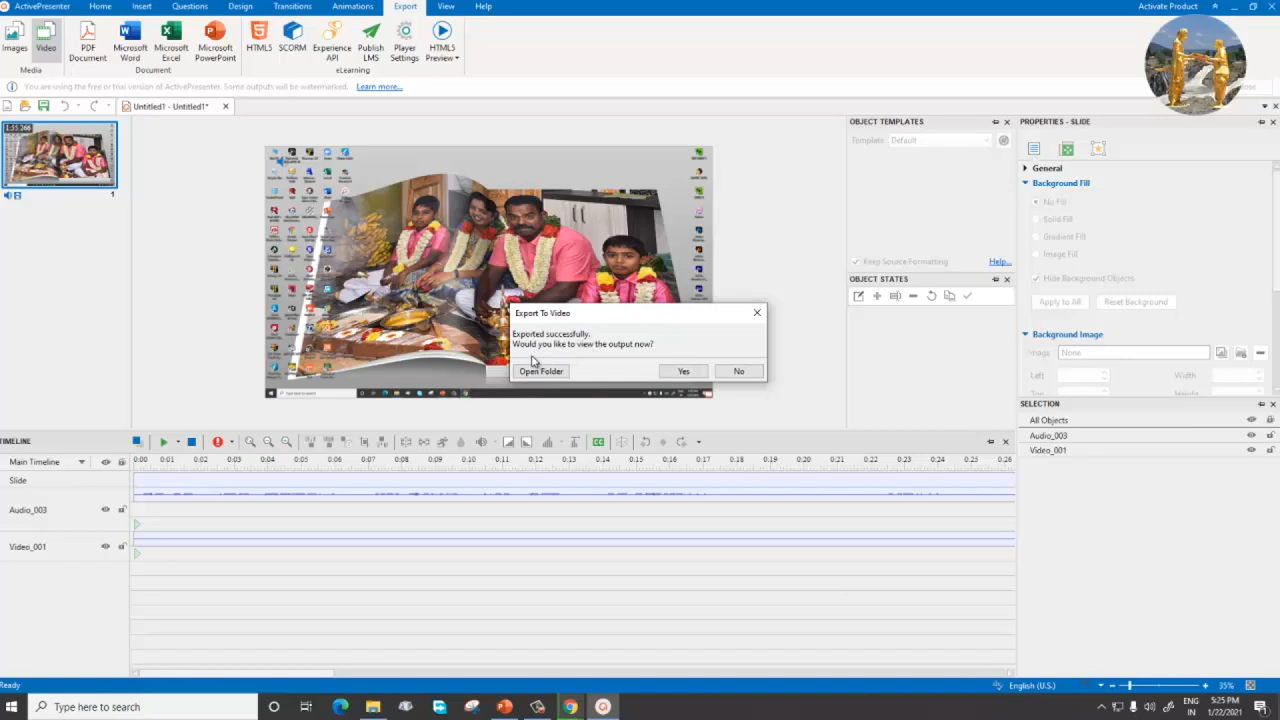 ActivePresenter Home Insert Questions Design Transitions Animations Export View Help Activate Product
Images Video PDF Document Microsoft Word Microsoft Excel Microsoft PowerPoint HTML5 SCORM Experience API Publish LMS Player Settings HTML5 Preview
Media Document eLearning
You are using the free or trial version of ActivePresenter. Some outputs will be watermarked. Learn more...
Untitled1 - Untitled1*
1:55.266
1
OBJECT TEMPLATES
Template Default
Keep Source Formatting Help...
OBJECT STATES
PROPERTIES - SLIDE
General
Background Fill
No Fill
Solid Fill
Gradient Fill
Image Fill
Hide Background Objects
Apply to All Reset Background
Background Image
Image None
Left Width
SELECTION
All Objects
Audio_003
Video_001
Export To Video
Exported successfully.
Would you like to view the output now?
Open Folder Yes No
TIMELINE
Main Timeline 0:00 0:01 0:02 0:03 0:04 0:05 0:06 0:07 0:08 0:09 0:10 0:11 0:12 0:13 0:14 0:15 0:16 0:17 0:18 0:19 0:20 0:21 0:22 0:23 0:24 0:25 0:26
Slide
Audio_003
Video_001
Ready English (U.S.) 35%
Type here to search
ENG
IN
5:25 PM
1/22/2021